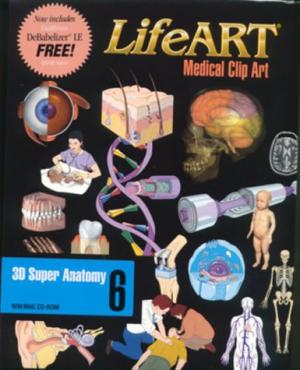 Now includes
DeBabelizer® LE
FREE!
LifeART®
Medical Clip Art
3D Super Anatomy 6
WIN/MAC CD-ROM